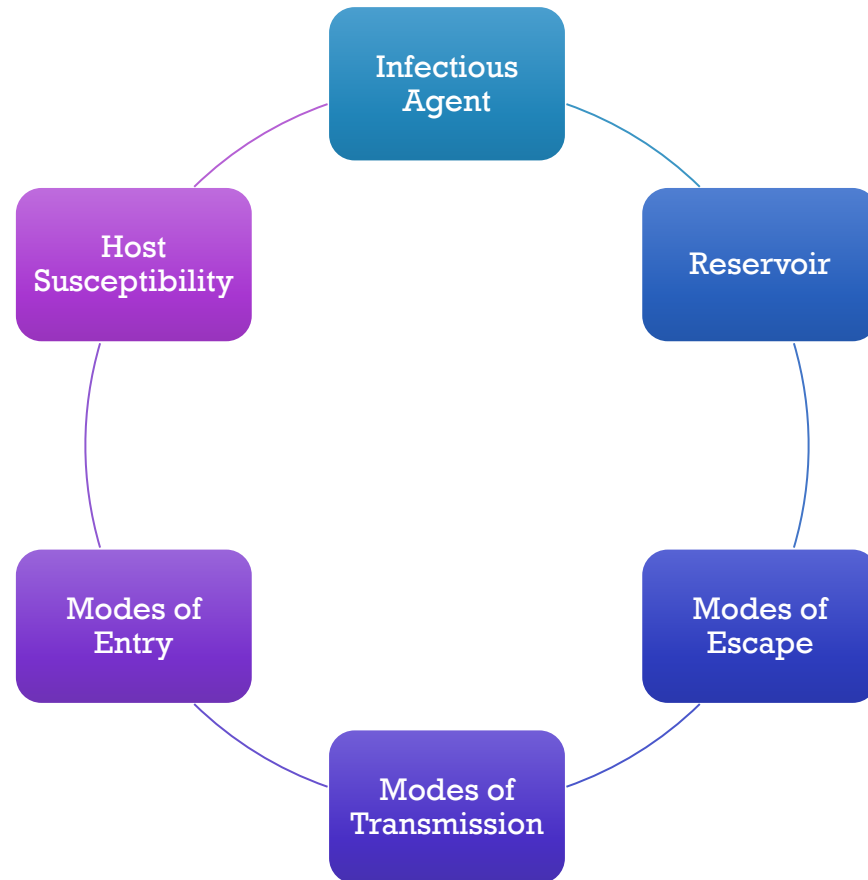 Infectious
Agent
Reservoir
Modes of
Escape
Modes of
Transmission
Modes of
Entry
Host
Susceptibility